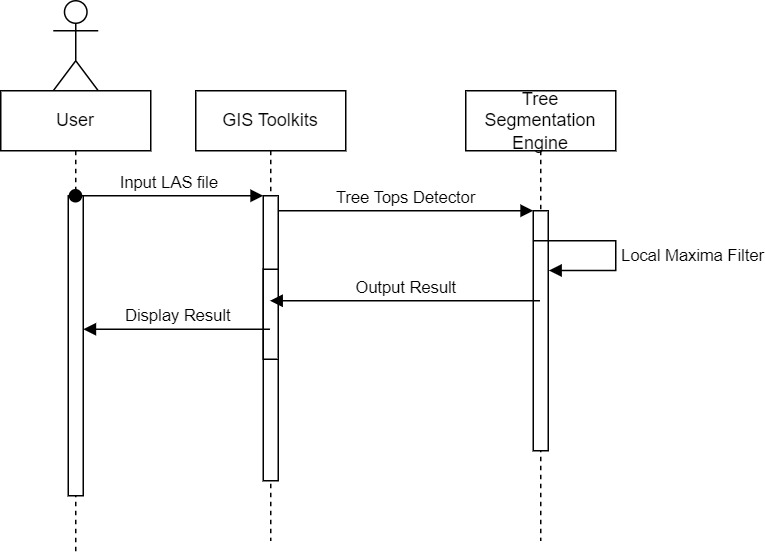 User
GIS Toolkits
Tree
Segmentation
Engine
Input LAS file
Tree Tops Detector
Local Maxima Filter
Output Result
Display Result